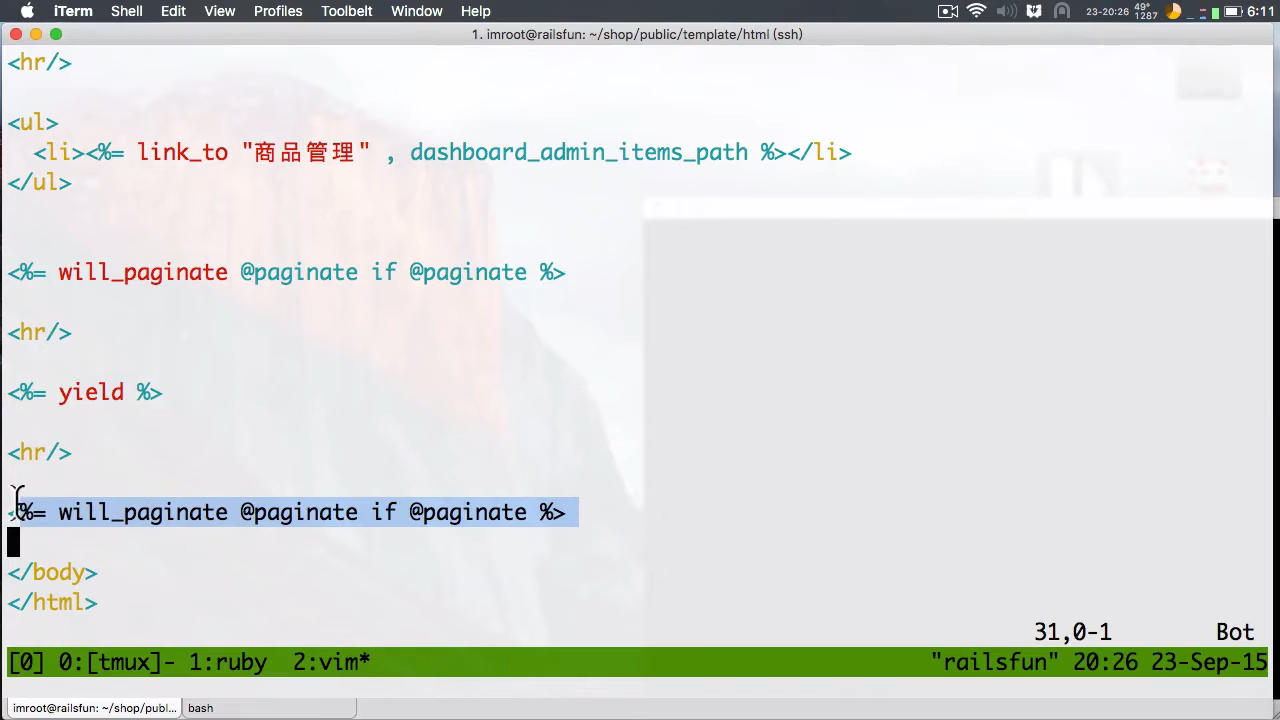 iTerm Shell Edit View Profiles Toolbelt Window Help 23-20:26 49° 1287 6:11
1. imroot@railsfun: ~/shop/public/template/html (ssh)
<hr/>
<ul>
<li><%= link_to "商品管理" , dashboard_admin_items_path %></li>
</ul>
<%= will_paginate @paginate if @paginate %>
<hr/>
<%= yield %>
<hr/>
<%= will_paginate @paginate if @paginate %>
</body>
</html>
31,0-1 Bot
[0] 0:[tmux]- 1:ruby 2:vim* "railsfun" 20:26 23-Sep-15
imroot@railsfun: ~/shop/publ... bash